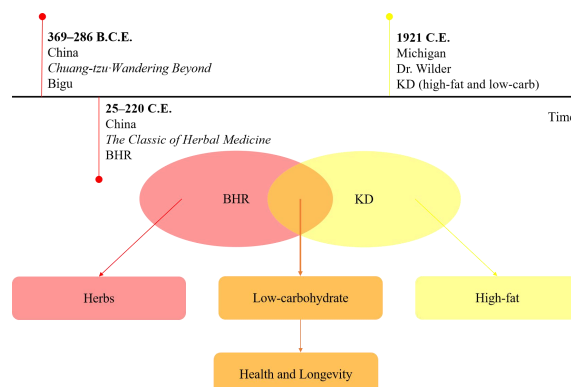 369–286 B.C.E.
China
Chuang-tzu·Wandering Beyond
Bigu
1921 C.E.
Michigan
Dr. Wilder
KD (high-fat and low-carb)
Time
25–220 C.E.
China
The Classic of Herbal Medicine
BHR
BHR
KD
Herbs
Low-carbohydrate
High-fat
Health and Longevity